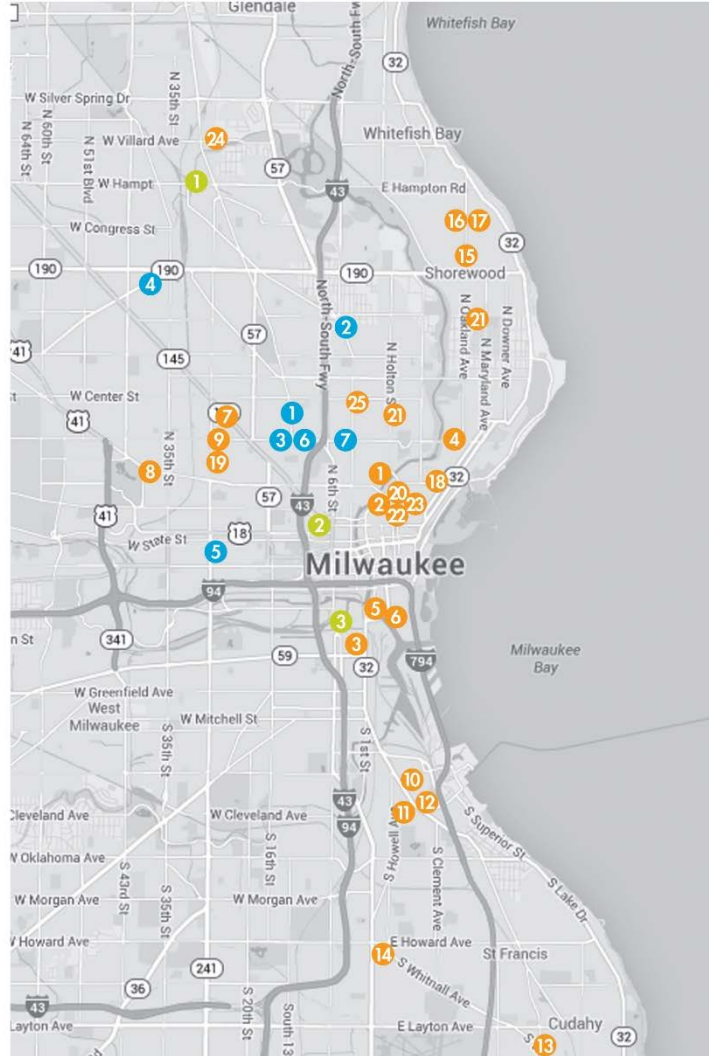 Glendale
Whitefish Bay
North-South Fw
32
W Silver Spring Dr
N 35th St
N 60th St
N 64th St
N 51st Blvd
W Villard Ave
24
Whitefish Bay
57
1
W Hampt
43
E Hampton Rd
16
17
W Congress St
32
15
190
190
190
Shorewood
4
North-South Fwy
2
21
N Oakland Ave
N Downer Ave
N Maryland Ave
57
41
145
N Holton S
W Center St
25
41
7
1
21
9
3
6
7
4
N 35th St
8
19
N 6th St
1
32
18
57
20
43
2
23
22
41
2
18
W State St
5
Milwaukee
94
5
6
3
n St
341
3
59
32
794
Milwaukee
Bay
W Greenfield Ave
West
Milwaukee
W Mitchell St
S 35th St
S 1st St
10
43
12
11
Cleveland Ave
W Cleveland Ave
94
S Superior St
W Oklahoma Ave
S 16th St
S Howell Av
S Clement Ave
S Lake Dr
S 43rd St
S 35th St
W Morgan Ave
W Morgan Ave
Howard Ave
E Howard Ave
14
St Francis
241
S Whitnall Ave
36
S 20th St
43
South 13
Layton Ave
E Layton Ave
Cudahy
13
32